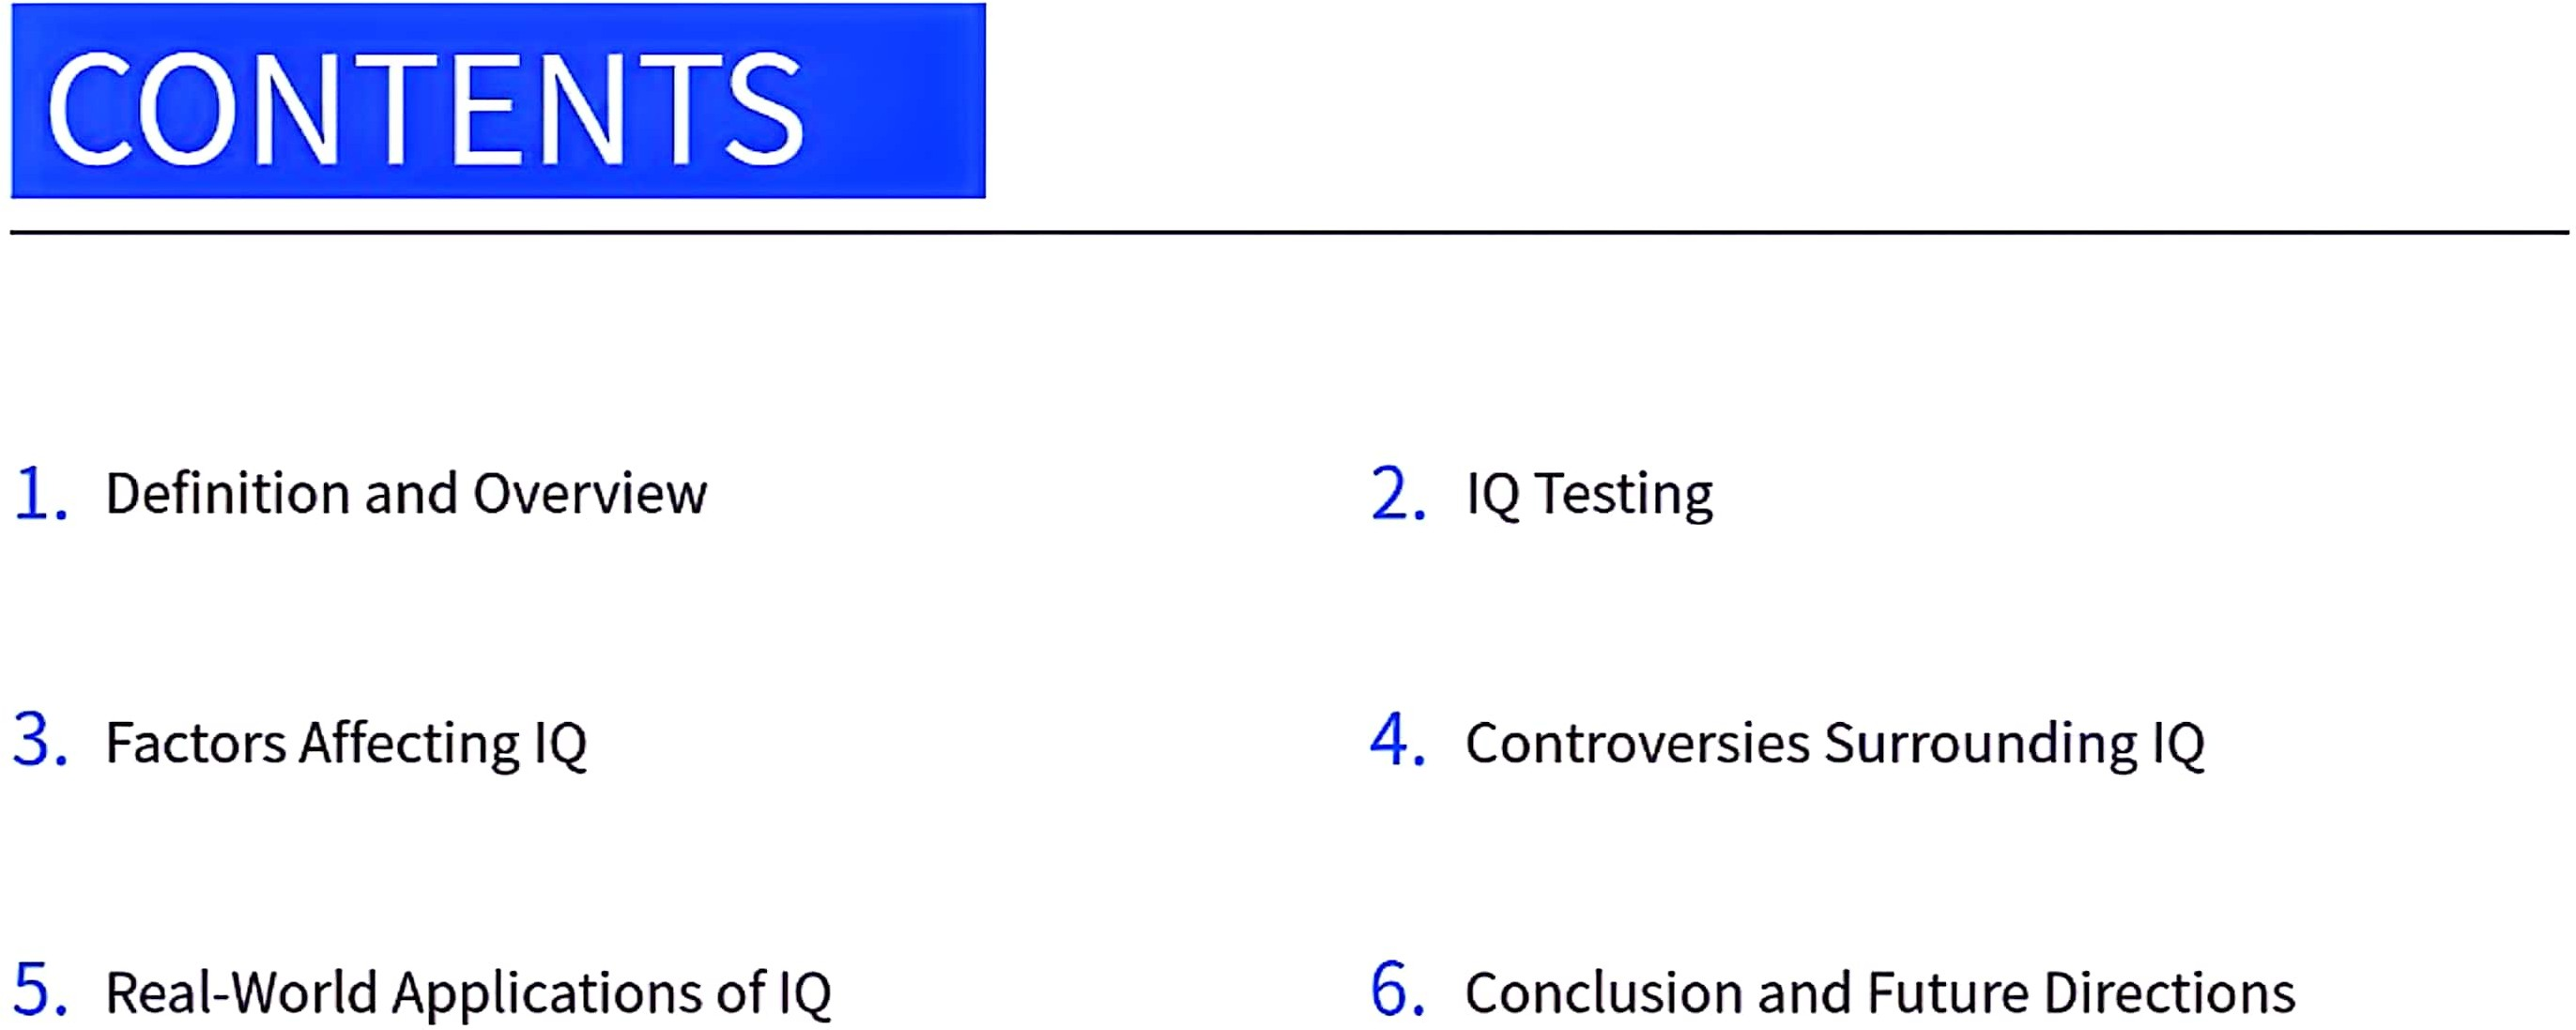 CONTENTS
1. Definition and Overview
2. IQ Testing
3. Factors Affecting IQ
4. Controversies Surrounding IQ
5. Real-World Applications of IQ
6. Conclusion and Future Directions